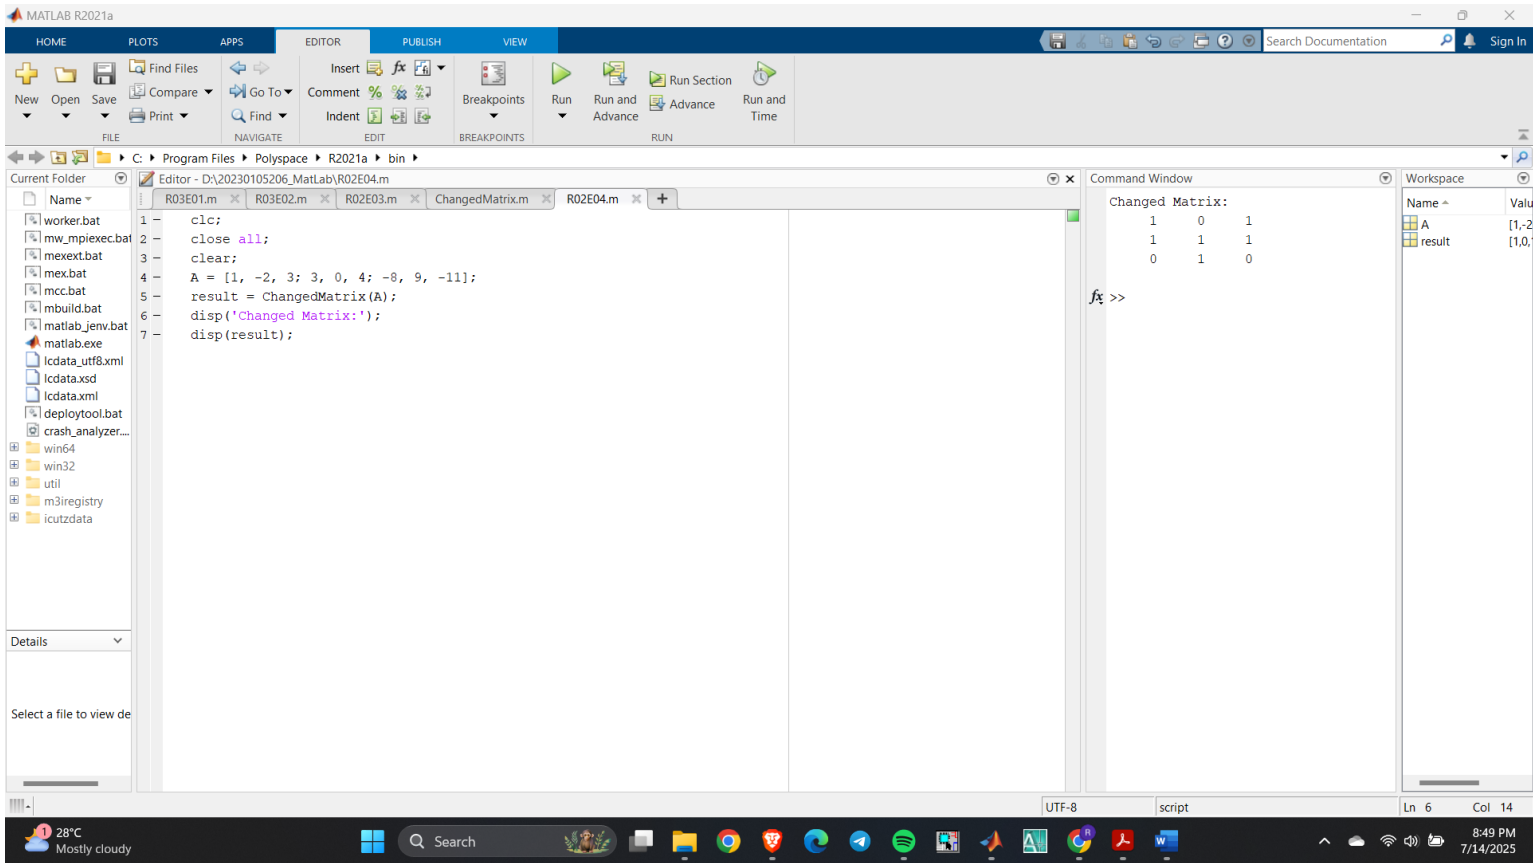 MATLAB R2021a
HOME PLOTS APPS EDITOR PUBLISH VIEW
Search Documentation
Sign In
New
Open
Save
Find Files
Compare
Print
FILE
Go To
Find
NAVIGATE
Insert
Comment
Indent
EDIT
Breakpoints
BREAKPOINTS
Run
Run and Advance
Run Section
Advance
Run and Time
RUN
C: Program Files Polyspace R2021a bin
Current Folder
Name
worker.bat
mw_mpiexec.bat
mexext.bat
mex.bat
mcc.bat
mbuild.bat
matlab_jenv.bat
matlab.exe
lcdata_utf8.xml
lcdata.xsd
lcdata.xml
deploytool.bat
crash_analyzer....
win64
win32
util
m3iregistry
icutzdata
Details
Select a file to view de
Editor - D:\20230105206_MatLab\R02E04.m
R03E01.m R03E02.m R02E03.m ChangedMatrix.m R02E04.m
1 clc;
2 close all;
3 clear;
4 A = [1, -2, 3; 3, 0, 4; -8, 9, -11];
5 result = ChangedMatrix(A);
6 disp('Changed Matrix:');
7 disp(result);
Command Window
Changed Matrix:
1 0 1
1 1 1
0 1 0
fx >>
Workspace
Name Valu
A [1,-2
result [1,0,
UTF-8
script
Ln 6 Col 14
1
28°C
Mostly cloudy
Search
8:49 PM
7/14/2025